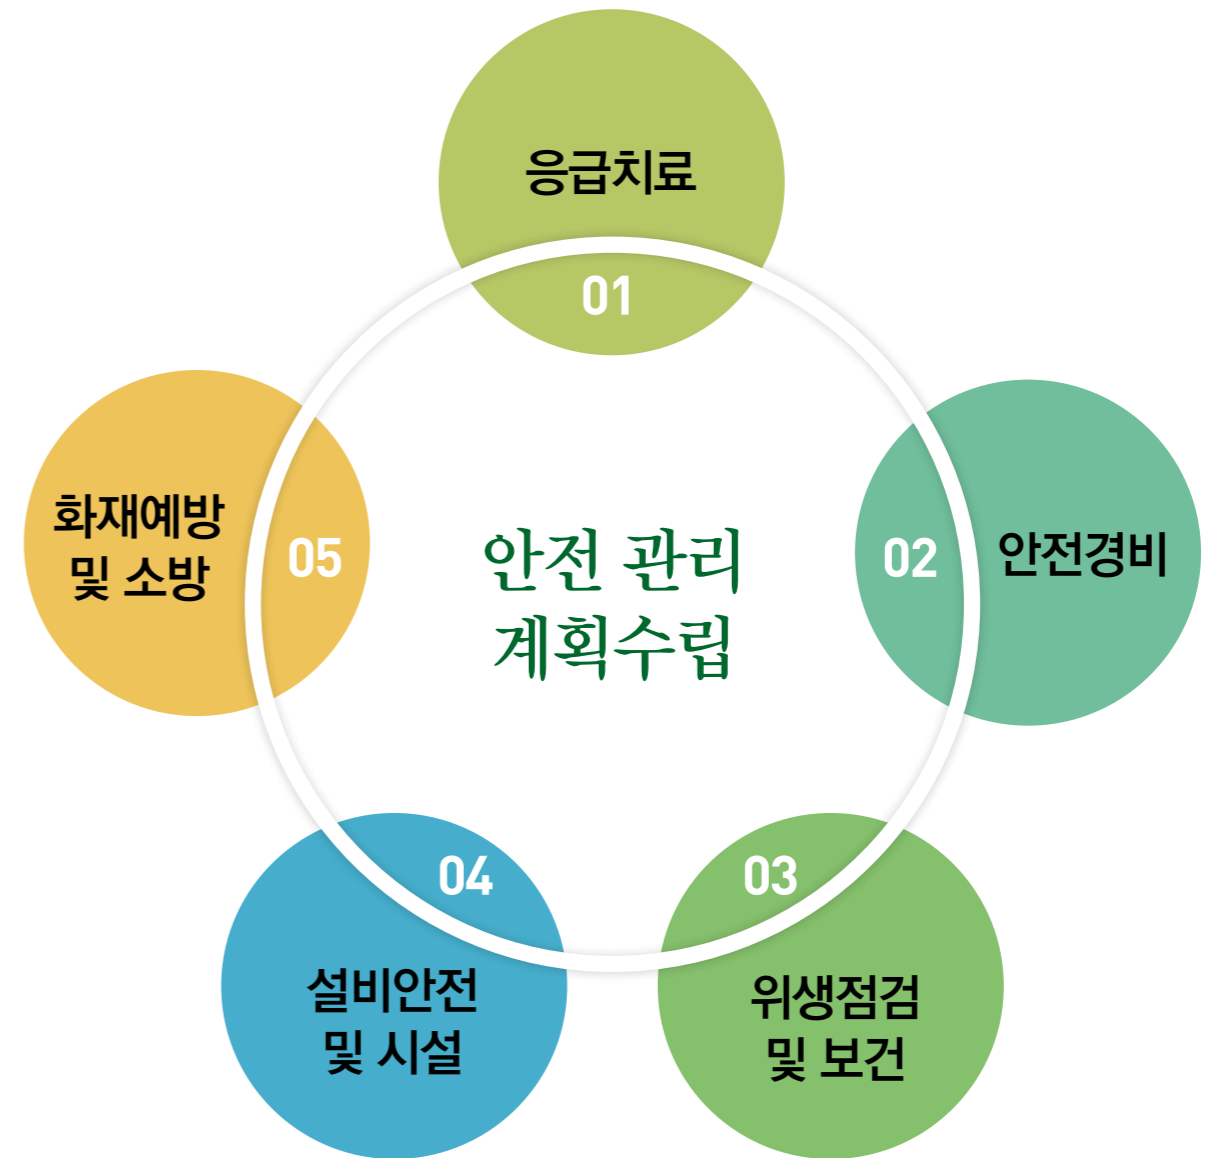 응급치료
01
02
안전경비
03
위생점검
및 보건
04
설비안전
및 시설
05
화재예방
및 소방
안전 관리
계획수립